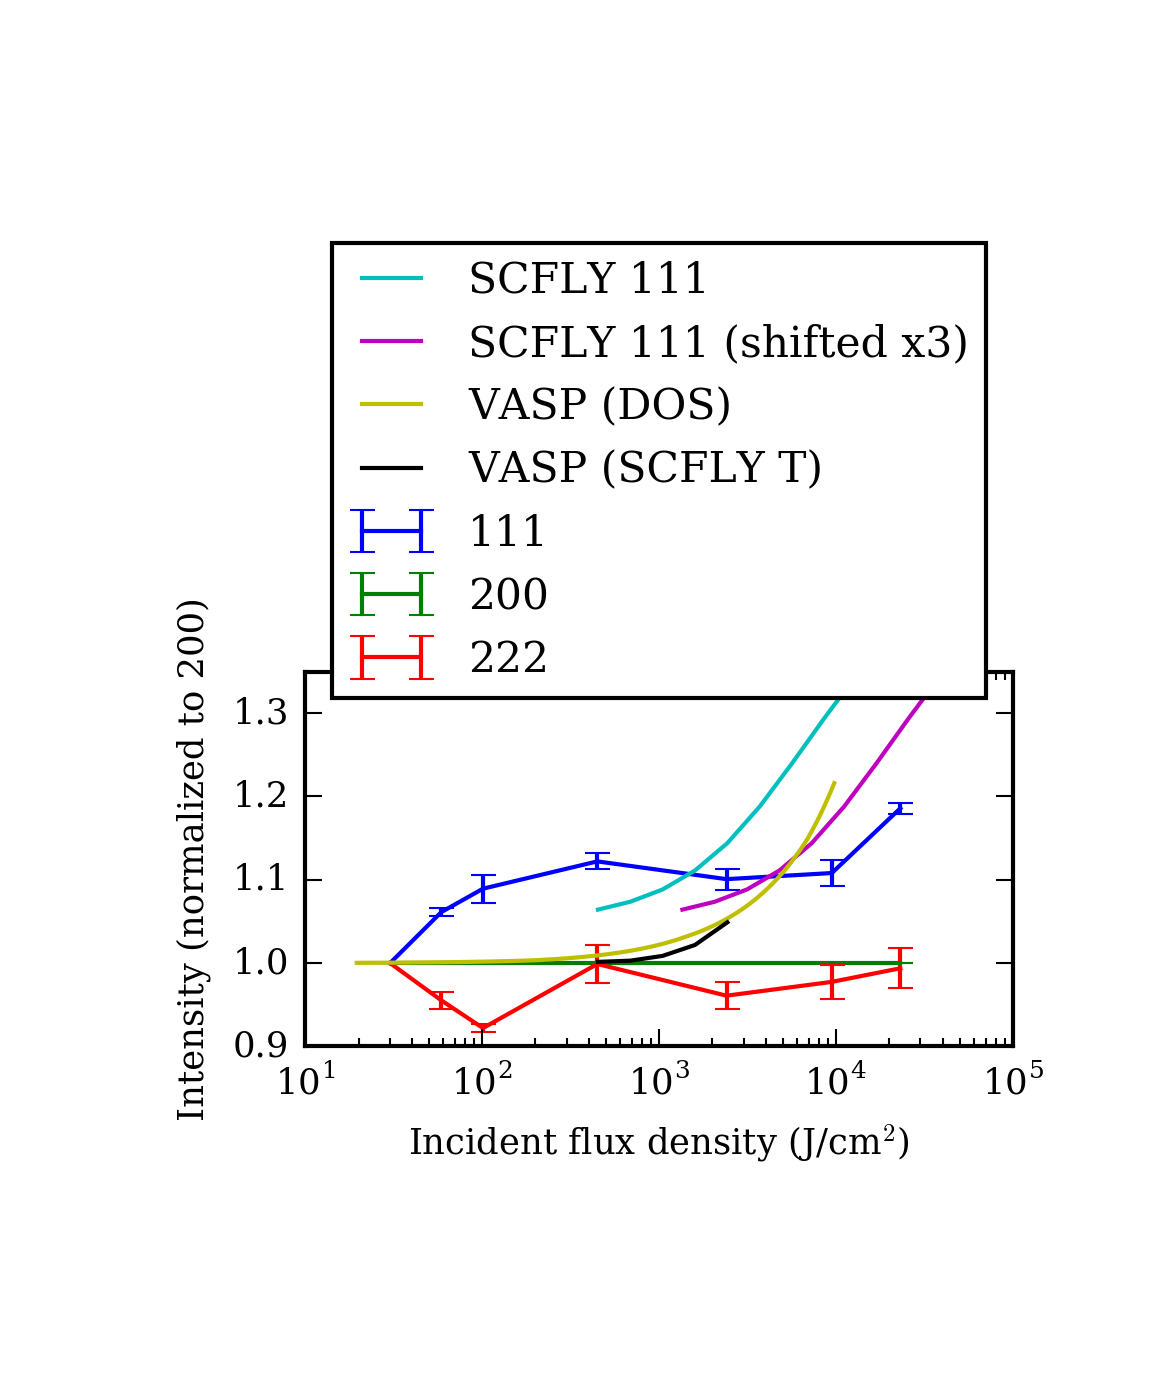 SCFLY 111
SCFLY 111 (shifted x3)
VASP (DOS)
VASP (SCFLY T)
111
200
222
Intensity (normalized to 200)
1.3
1.2
1.1
1.0
0.9
10¹ 10² 10³ 10⁴ 10⁵
Incident flux density (J/cm²)